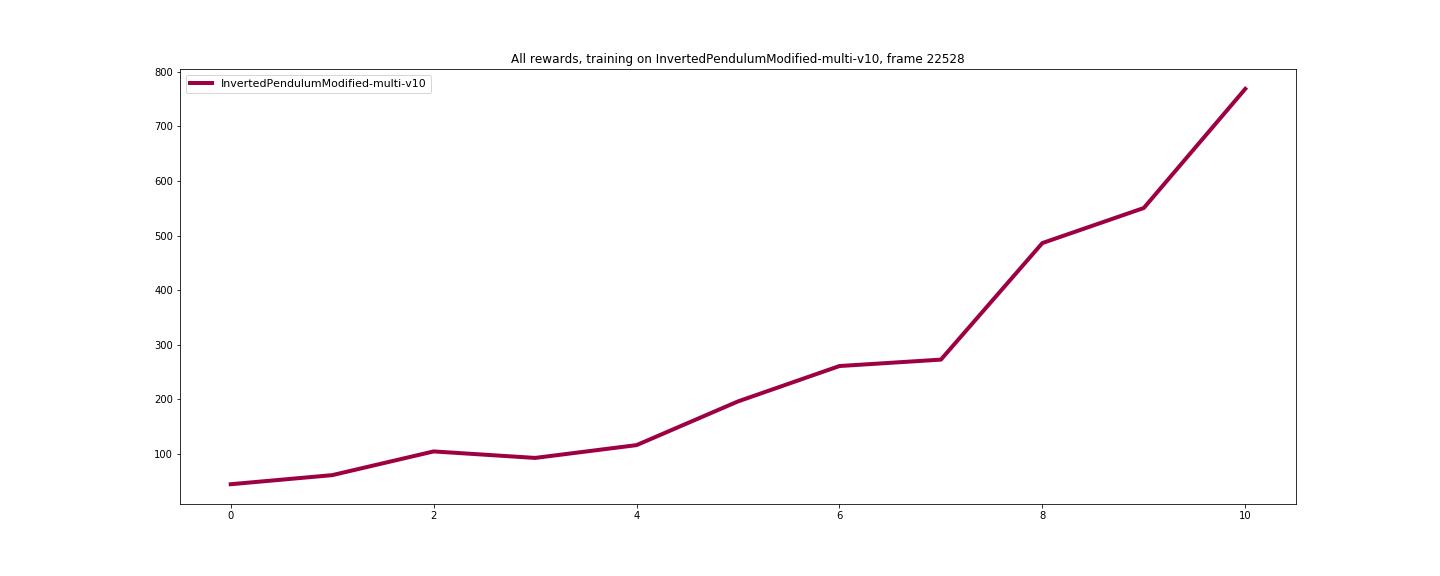 All rewards, training on InvertedPendulumModified-multi-v10, frame 22528
InvertedPendulumModified-multi-v10
800
700
600
500
400
300
200
100
0 2 4 6 8 10